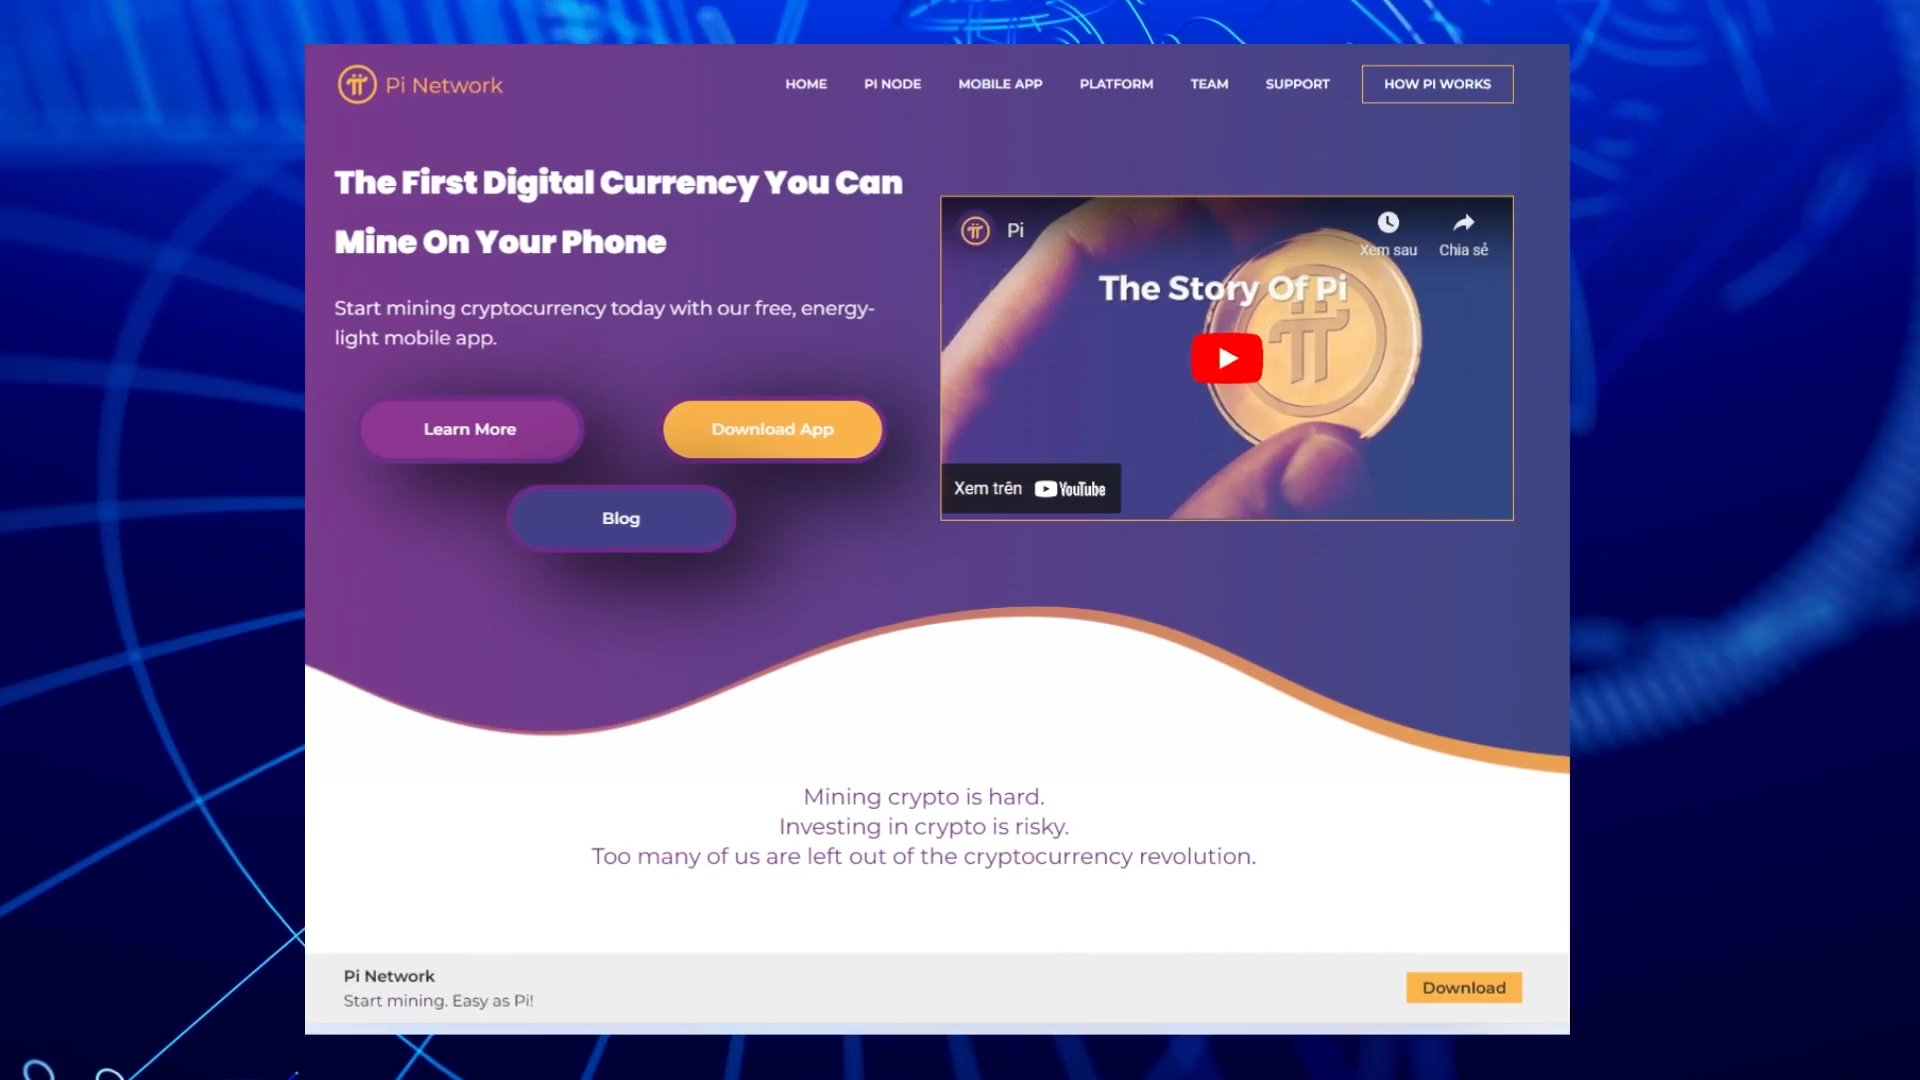 Pi Network
HOME
PI NODE
MOBILE APP
PLATFORM
TEAM
SUPPORT
HOW PI WORKS
The First Digital Currency You Can
Mine On Your Phone
Start mining cryptocurrency today with our free, energy-
light mobile app.
Learn More
Download App
Blog
Pi
Xem sau
Chia sẻ
The Story Of Pi
Xem trên YouTube
Mining crypto is hard.
Investing in crypto is risky.
Too many of us are left out of the cryptocurrency revolution.
Pi Network
Start mining. Easy as Pi!
Download